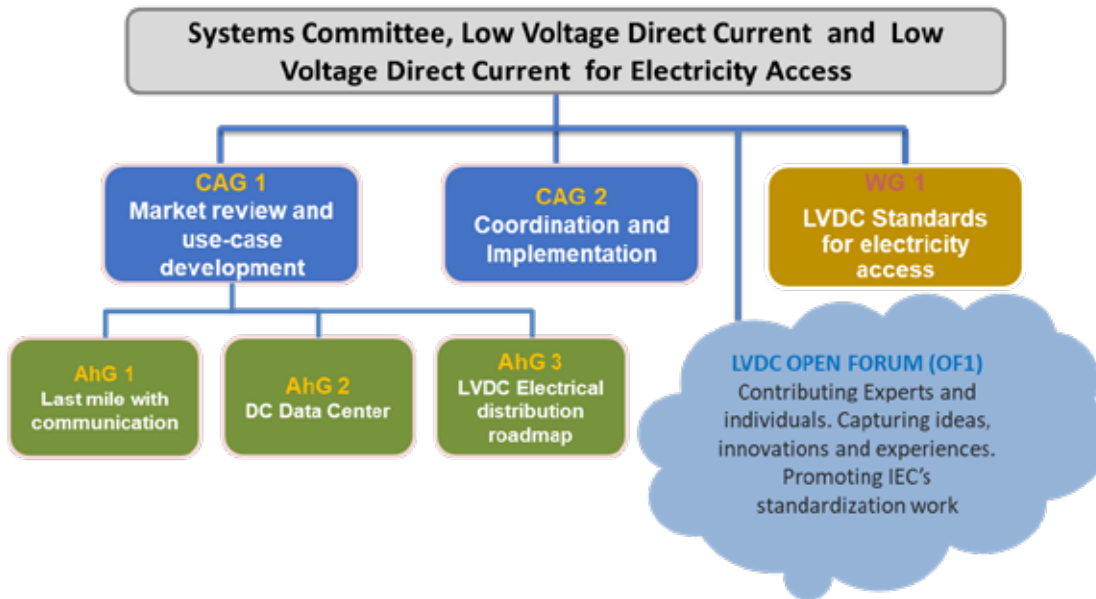 Systems Committee, Low Voltage Direct Current and Low
Voltage Direct Current for Electricity Access
CAG 1
Market review and
use-case
development
CAG 2
Coordination and
Implementation
WG 1
LVDC Standards
for electricity
access
AhG 1
Last mile with
communication
AhG 2
DC Data Center
AhG 3
LVDC Electrical
distribution
roadmap
LVDC OPEN FORUM (OF1)
Contributing Experts and
individuals. Capturing ideas,
innovations and experiences.
Promoting IEC's
standardization work